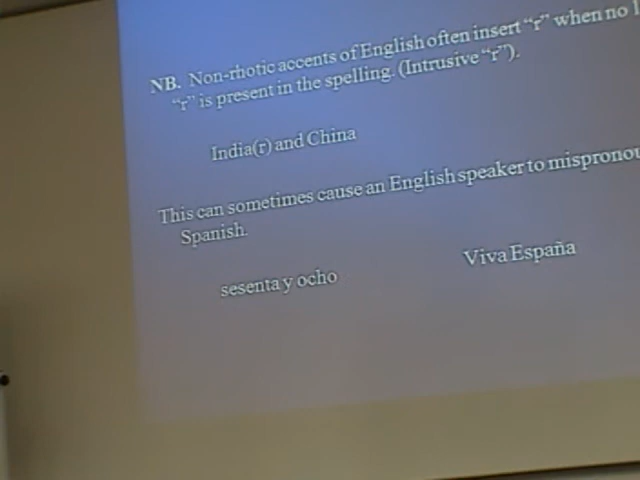 NB. Non-rhotic accents of English often insert “r” when no
“r” is present in the spelling. (Intrusive “r”).
India(r) and China
This can sometimes cause an English speaker to
Spanish.
sesenta y ocho
Viva España